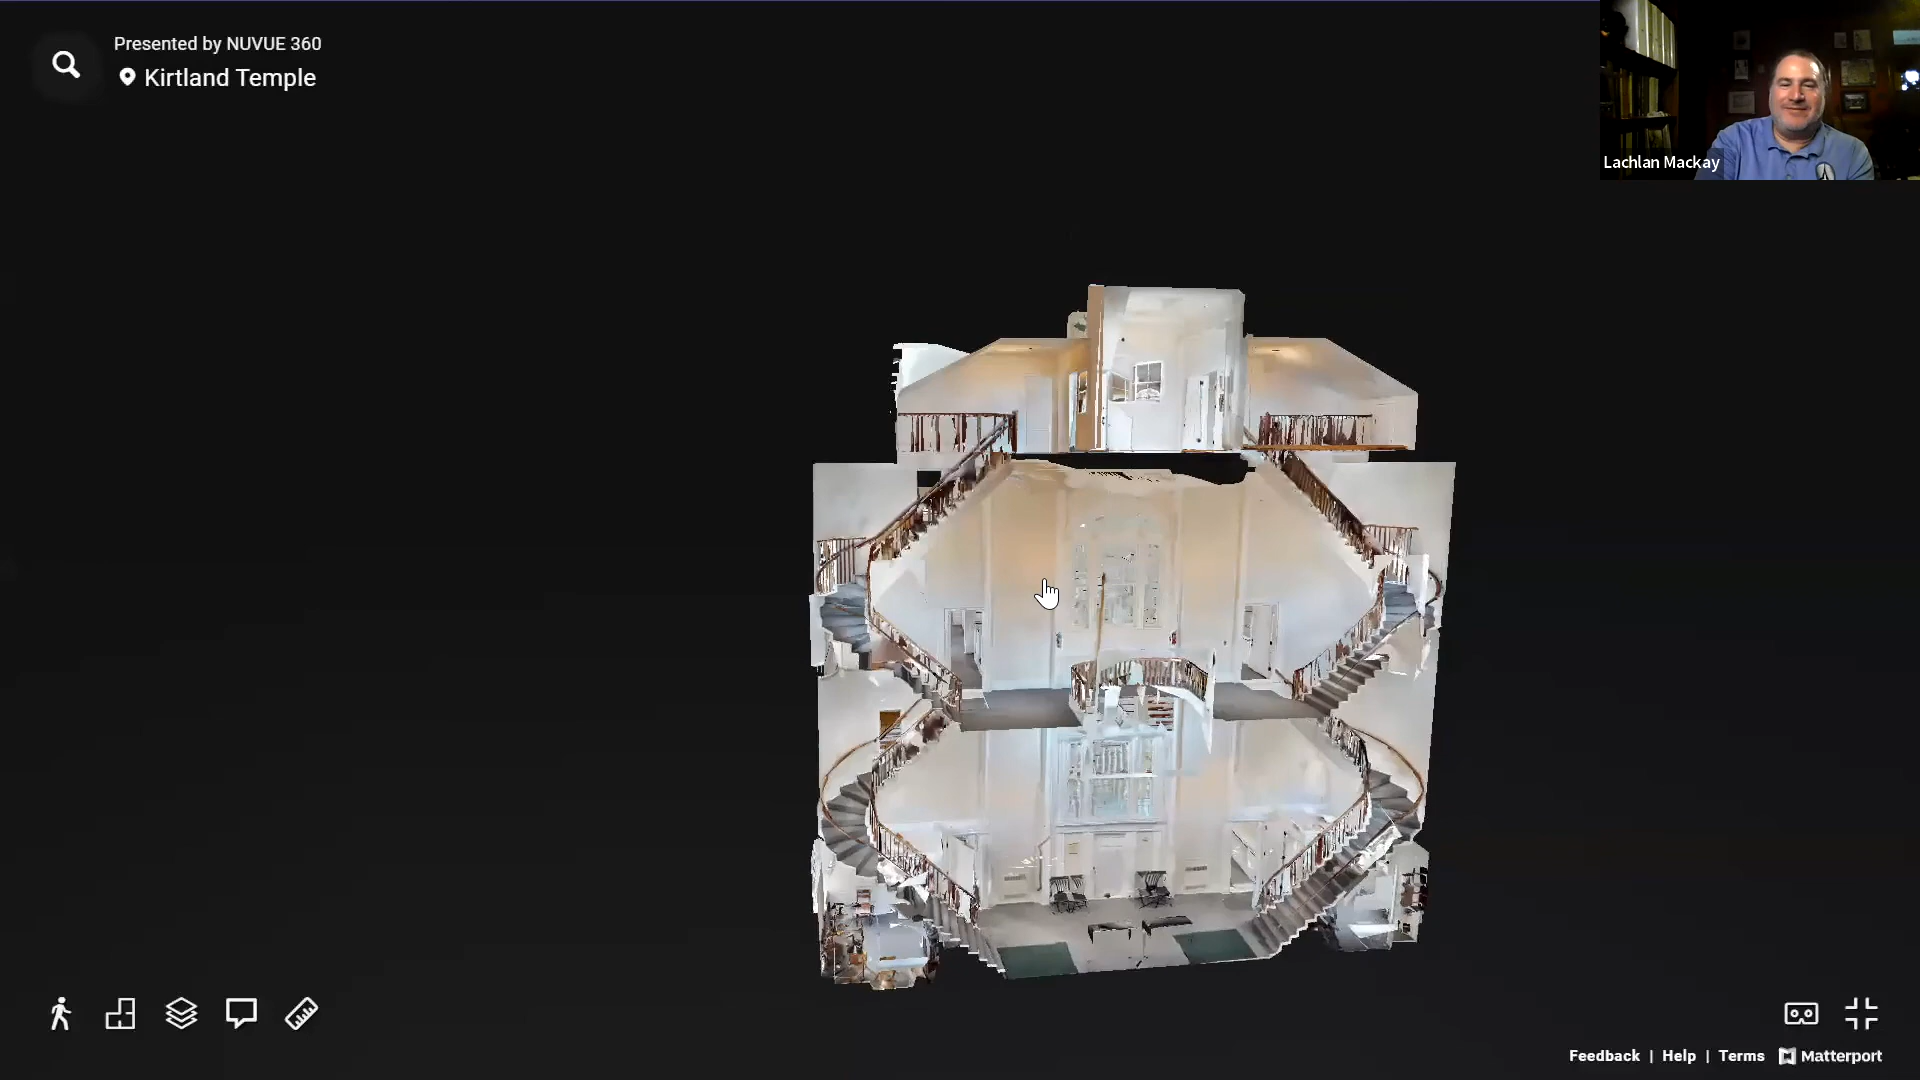 Presented by NUVUE 360
Kirtland Temple
Lachlan Mackay
Feedback | Help | Terms Matterport